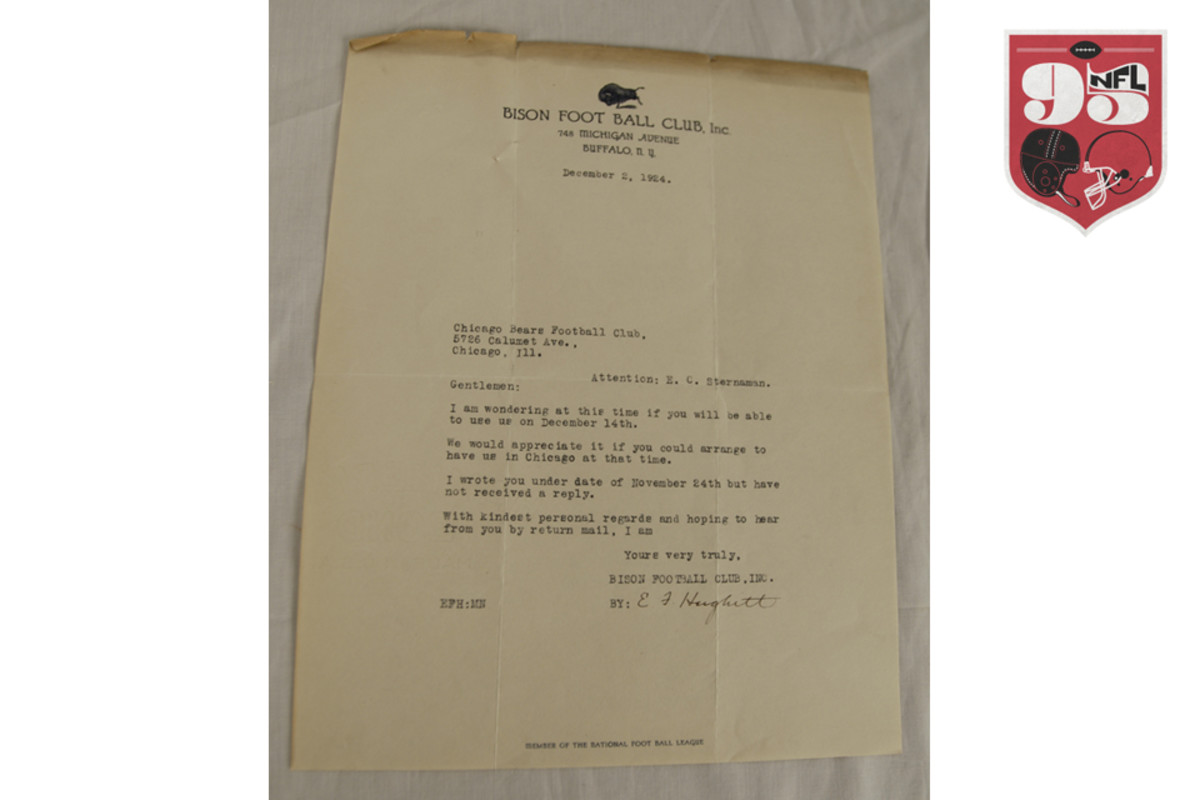 BISON FOOT BALL CLUB, Inc.
748 MICHIGAN AVENUE
BUFFALO, N. Y.
December 2, 1924.
Chicago Bears Football Club,
5726 Calumet Ave.,
Chicago, Ill.
Attention: E. C. Sternaman.
Gentlemen:
I am wondering at this time if you will be able
to use us on December 14th.
We would appreciate it if you could arrange to
have us in Chicago at that time.
I wrote you under date of November 24th but have
not received a reply.
With kindest personal regards and hoping to hear
from you by return mail, I am
Yours very truly,
BISON FOOTBALL CLUB,INC.
EFH:MN
BY: E F Hughitt
MEMBER OF THE NATIONAL FOOT BALL LEAGUE
95 NFL